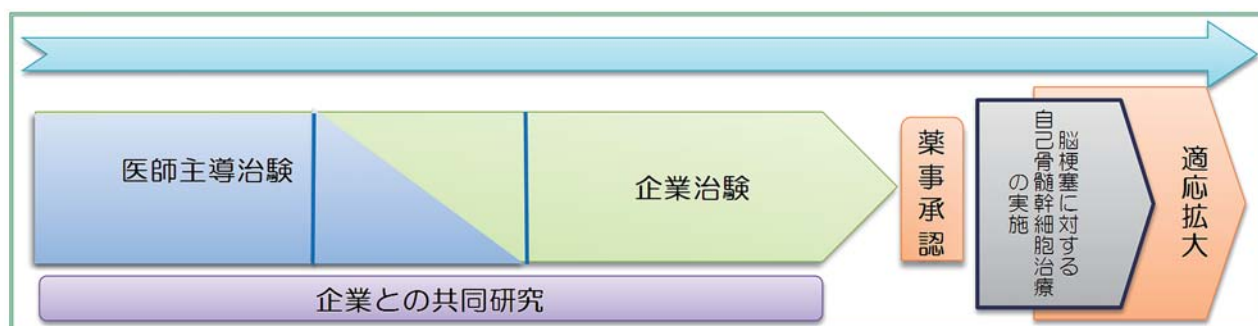 医師主導治験
企業治験
企業との共同研究
薬事承認
脳梗塞に対する
自己骨髄幹細胞治療
の実施
適応拡大